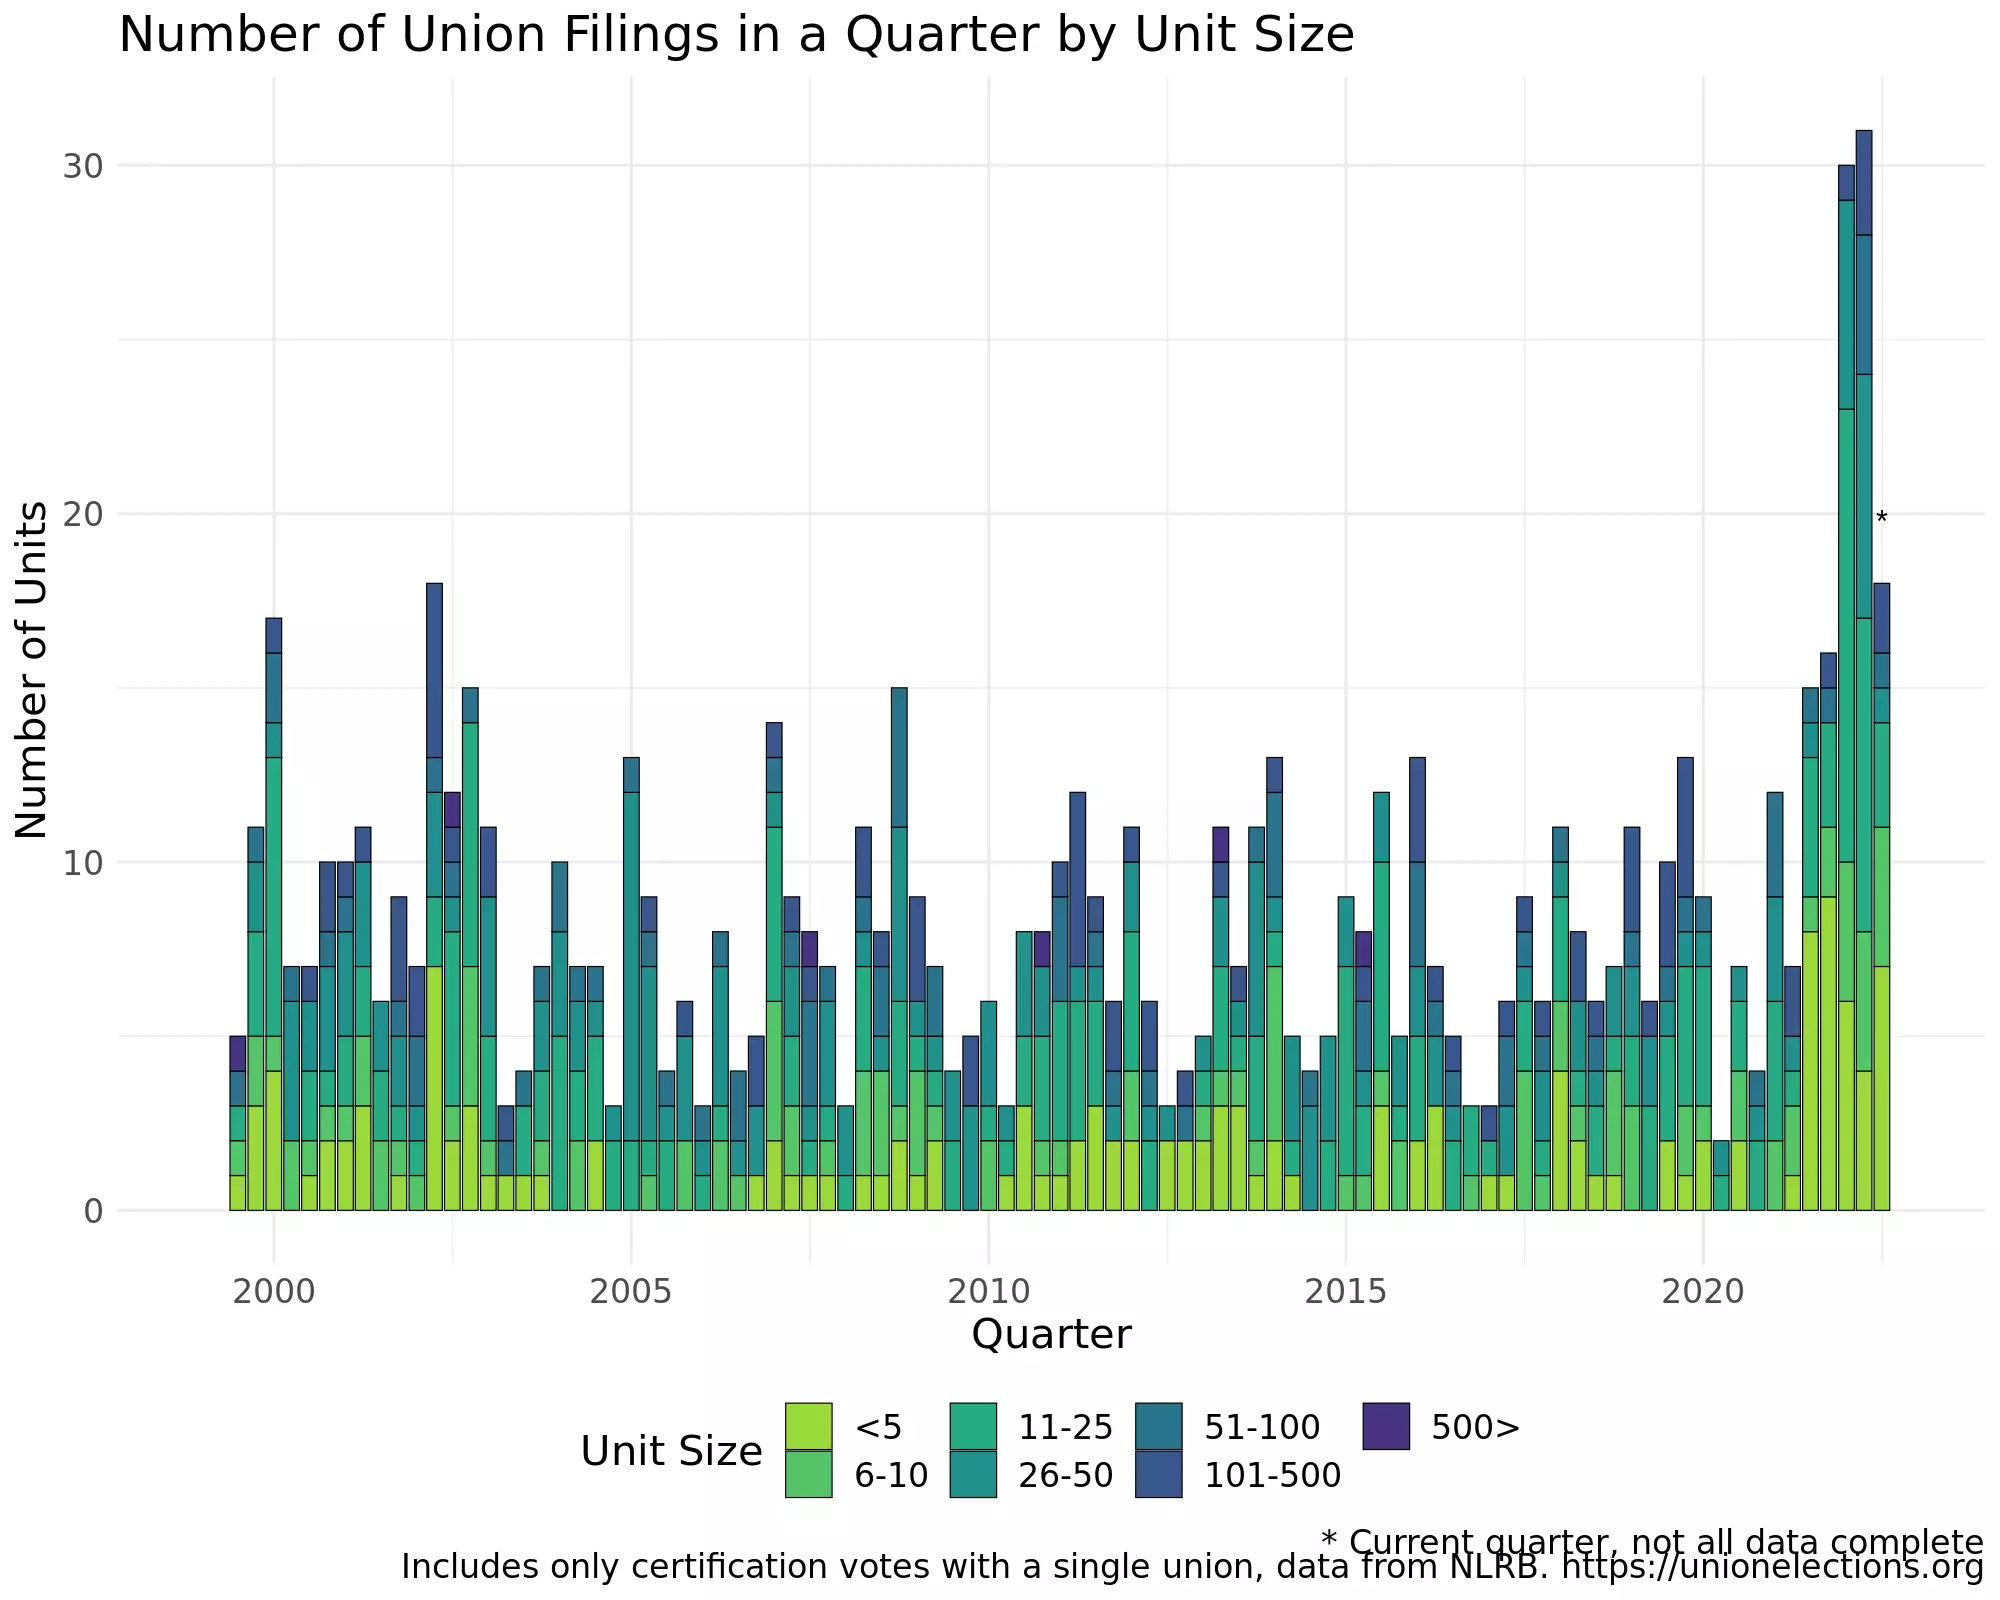 Number of Union Filings in a Quarter by Unit Size
Number of Units
30
20
10
0
*
2000 2005 2010 2015 2020
Quarter
Unit Size
<5 11-25 51-100 500>
6-10 26-50 101-500
* Current quarter, not all data complete
Includes only certification votes with a single union, data from NLRB. https://unionelections.org